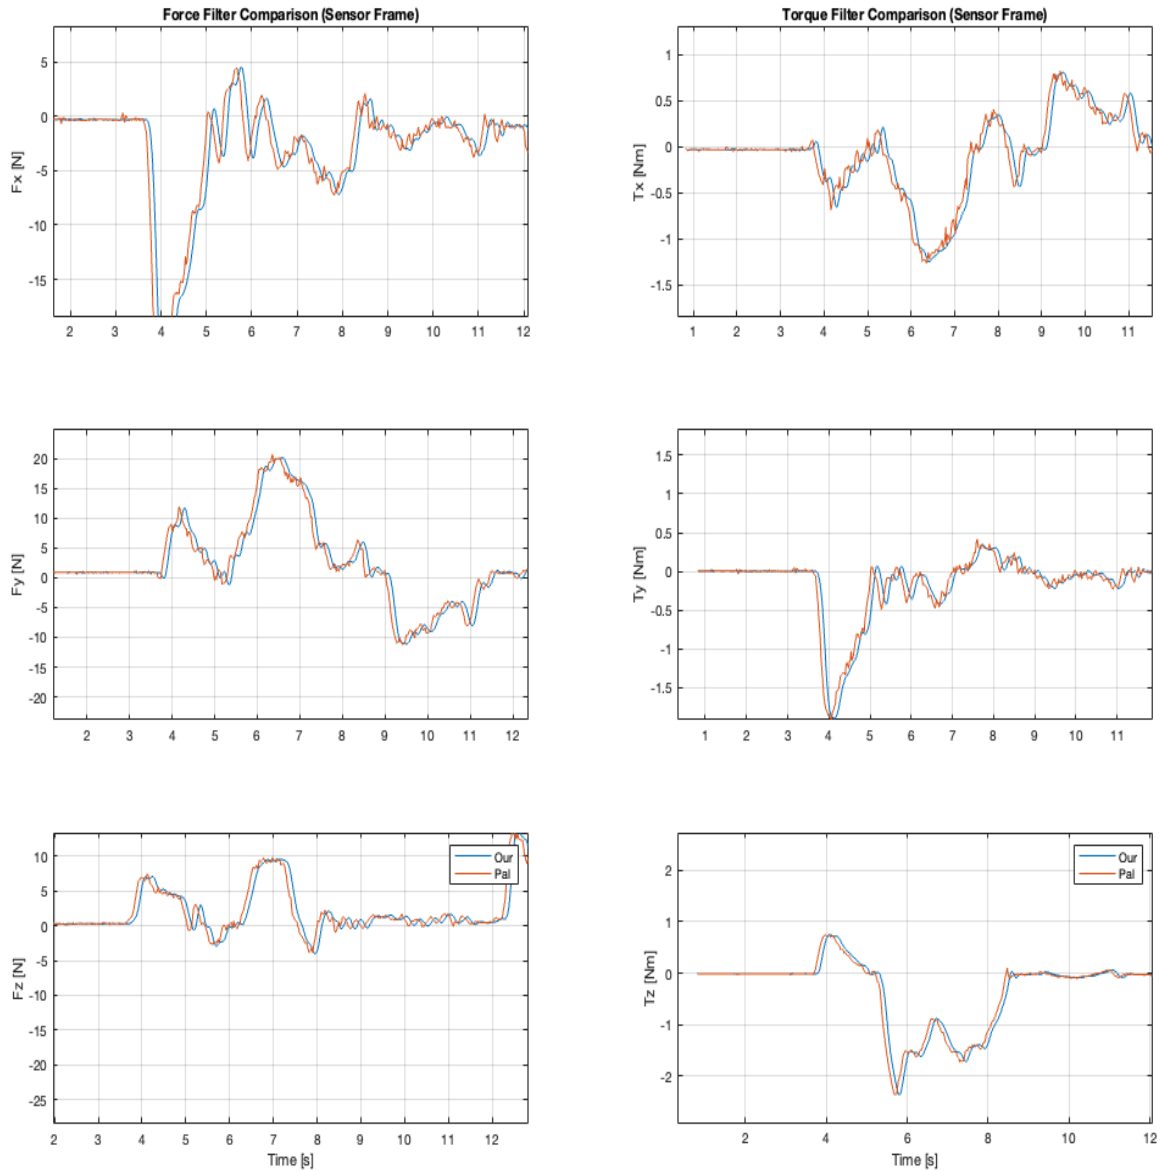 Force Filter Comparison (Sensor Frame)
5
0
-5
-10
-15
Fx [N]
2 3 4 5 6 7 8 9 10 11 12
Torque Filter Comparison (Sensor Frame)
1
0.5
0
-0.5
-1
-1.5
Tx [Nm]
1 2 3 4 5 6 7 8 9 10 11
20
15
10
5
0
-5
-10
-15
-20
Fy [N]
2 3 4 5 6 7 8 9 10 11 12
1.5
1
0.5
0
-0.5
-1
-1.5
Ty [Nm]
1 2 3 4 5 6 7 8 9 10 11
10
5
0
-5
-10
-15
-20
-25
Fz [N]
Our
Pal
2 3 4 5 6 7 8 9 10 11 12
Time [s]
2
1
0
-1
-2
Tz [Nm]
Our
Pal
2 4 6 8 10 12
Time [s]